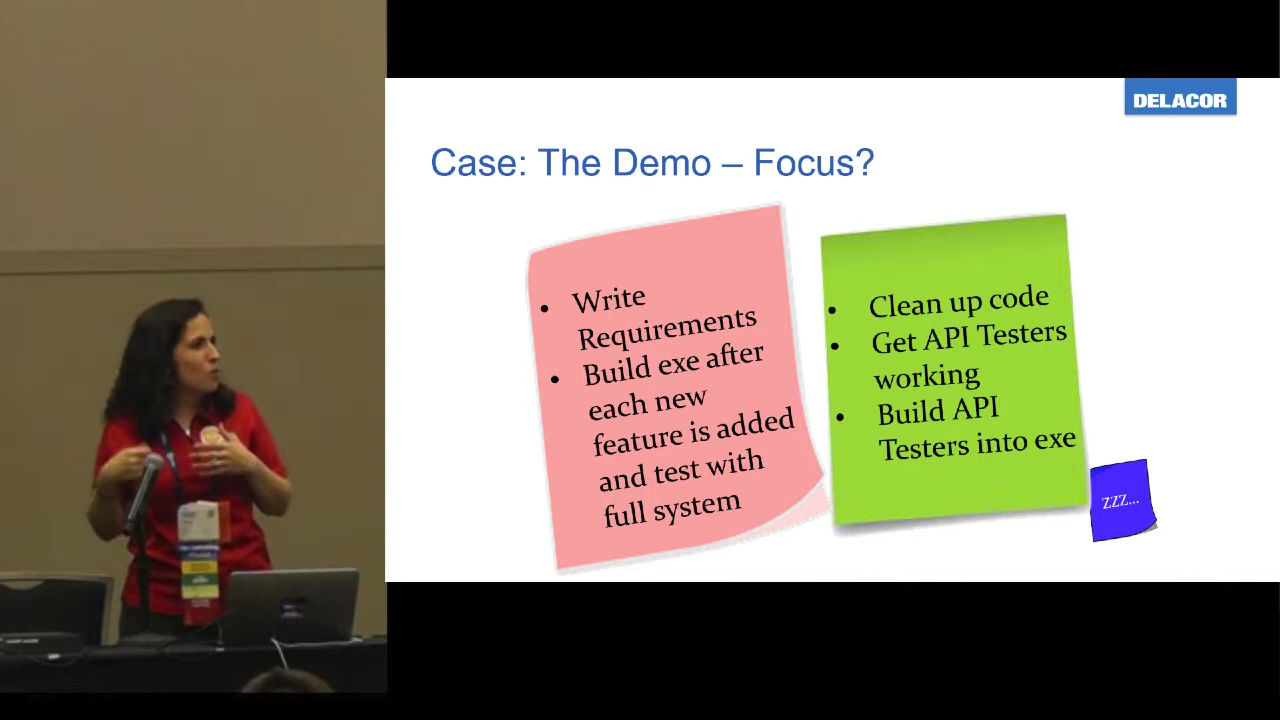 DELACOR
Case: The Demo – Focus?
• Write
Requirements
• Build exe after
each new
feature is added
and test with
full system
• Clean up code
• Get API Testers
working
• Build API
Testers into exe
ZZZ...